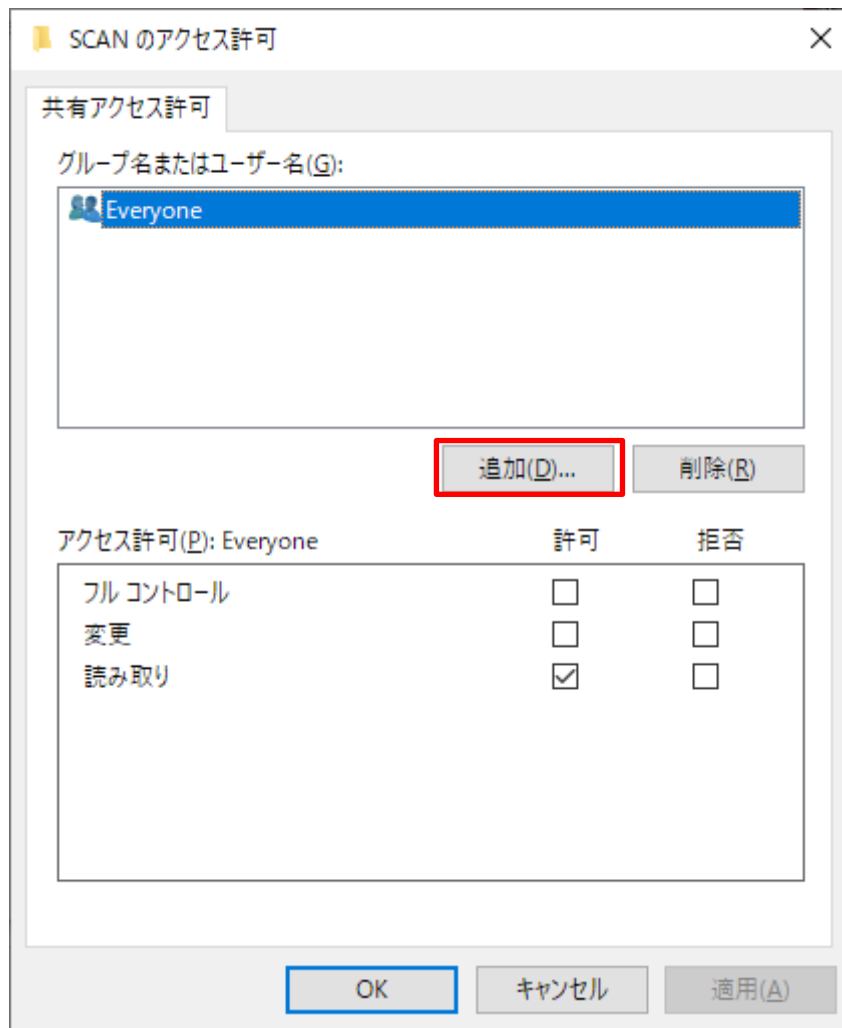 SCAN のアクセス許可
共有アクセス許可
グループ名またはユーザー名(G):
Everyone
追加(D)... 削除(R)
アクセス許可(P): Everyone 許可 拒否
フル コントロール
変更
読み取り
OK キャンセル 適用(A)